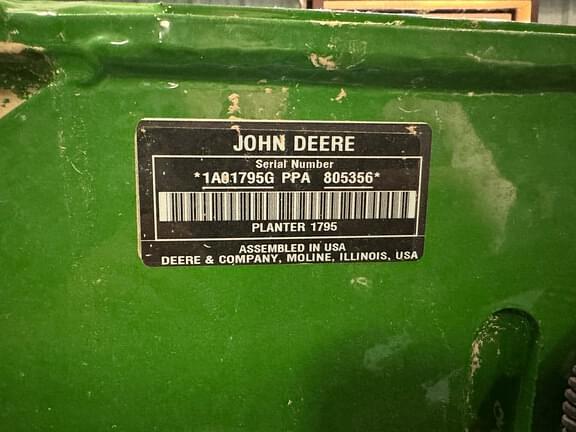 JOHN DEERE
Serial Number
*1A01795G PPA 805356*
PLANTER 1795
ASSEMBLED IN USA
DEERE & COMPANY, MOLINE, ILLINOIS, USA